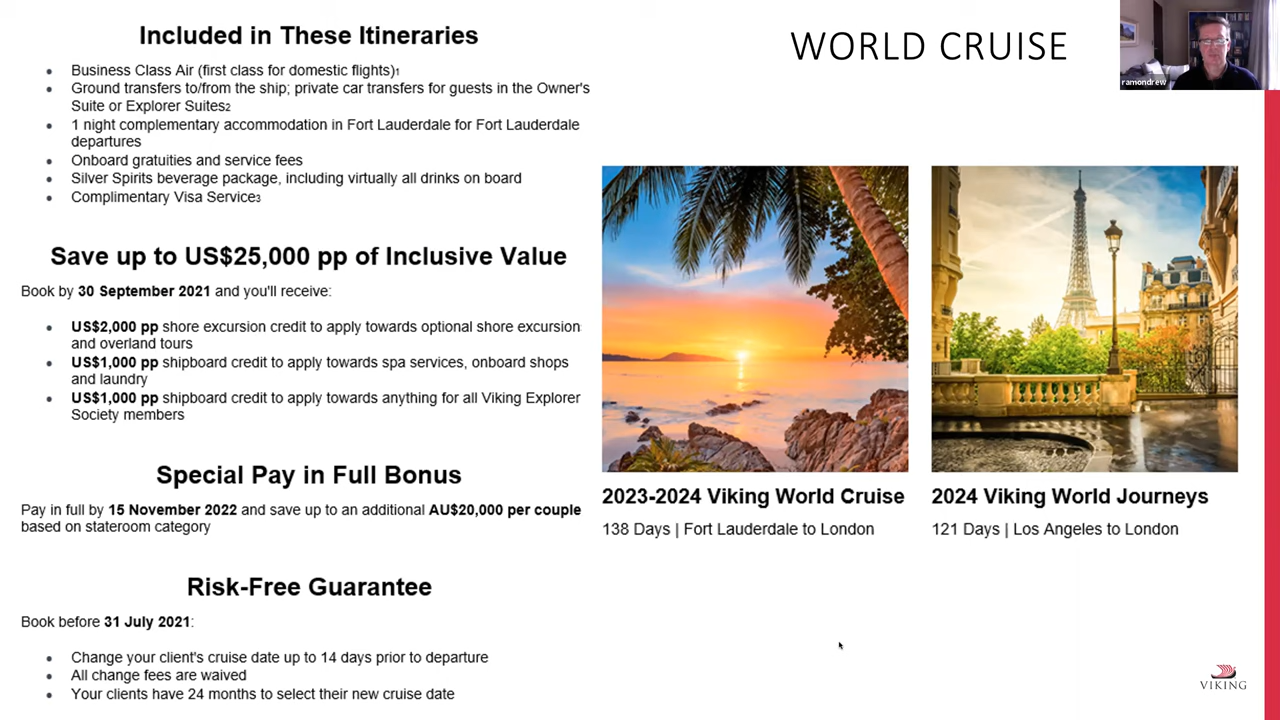 Included in These Itineraries
• Business Class Air (first class for domestic flights)1
• Ground transfers to/from the ship; private car transfers for guests in the Owner's
Suite or Explorer Suites2
• 1 night complementary accommodation in Fort Lauderdale for Fort Lauderdale
departures
• Onboard gratuities and service fees
• Silver Spirits beverage package, including virtually all drinks on board
• Complimentary Visa Service3
Save up to US$25,000 pp of Inclusive Value
Book by 30 September 2021 and you'll receive:
• US$2,000 pp shore excursion credit to apply towards optional shore excursion
and overland tours
• US$1,000 pp shipboard credit to apply towards spa services, onboard shops
and laundry
• US$1,000 pp shipboard credit to apply towards anything for all Viking Explorer
Society members
Special Pay in Full Bonus
Pay in full by 15 November 2022 and save up to an additional AU$20,000 per couple
based on stateroom category
Risk-Free Guarantee
Book before 31 July 2021:
• Change your client's cruise date up to 14 days prior to departure
• All change fees are waived
• Your clients have 24 months to select their new cruise date
WORLD CRUISE
ramondrew
2023-2024 Viking World Cruise
138 Days | Fort Lauderdale to London
2024 Viking World Journeys
121 Days | Los Angeles to London
VIKING